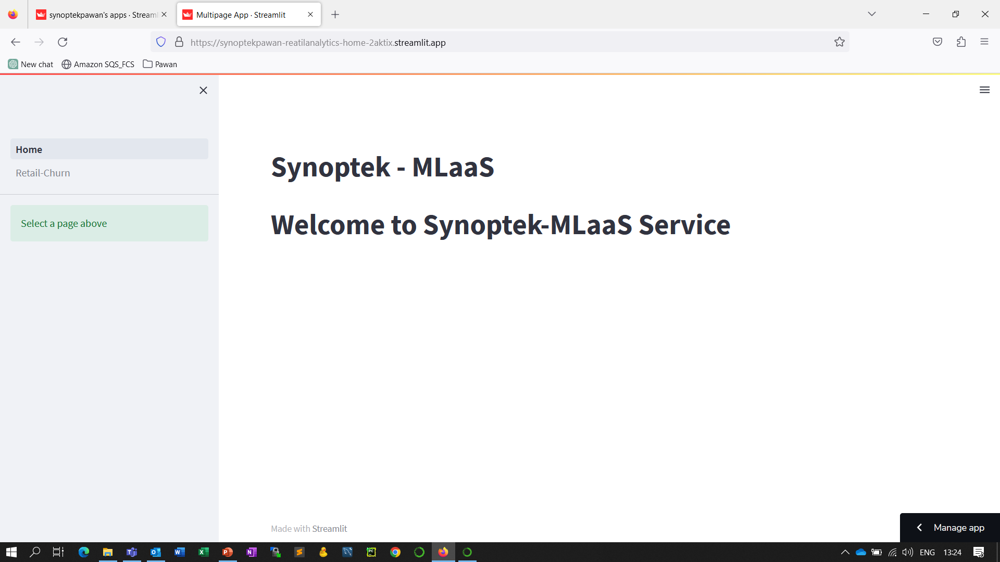 synoptekpawan's apps · Streaml
Multipage App · Streamlit
https://synoptekpawan-reatilanalytics-home-2aktix.streamlit.app
New chat
Amazon SQS_FCS
Pawan
Home
Retail-Churn
Select a page above
Synoptek - MLaaS
Welcome to Synoptek-MLaaS Service
Made with Streamlit
Manage app
ENG
13:24